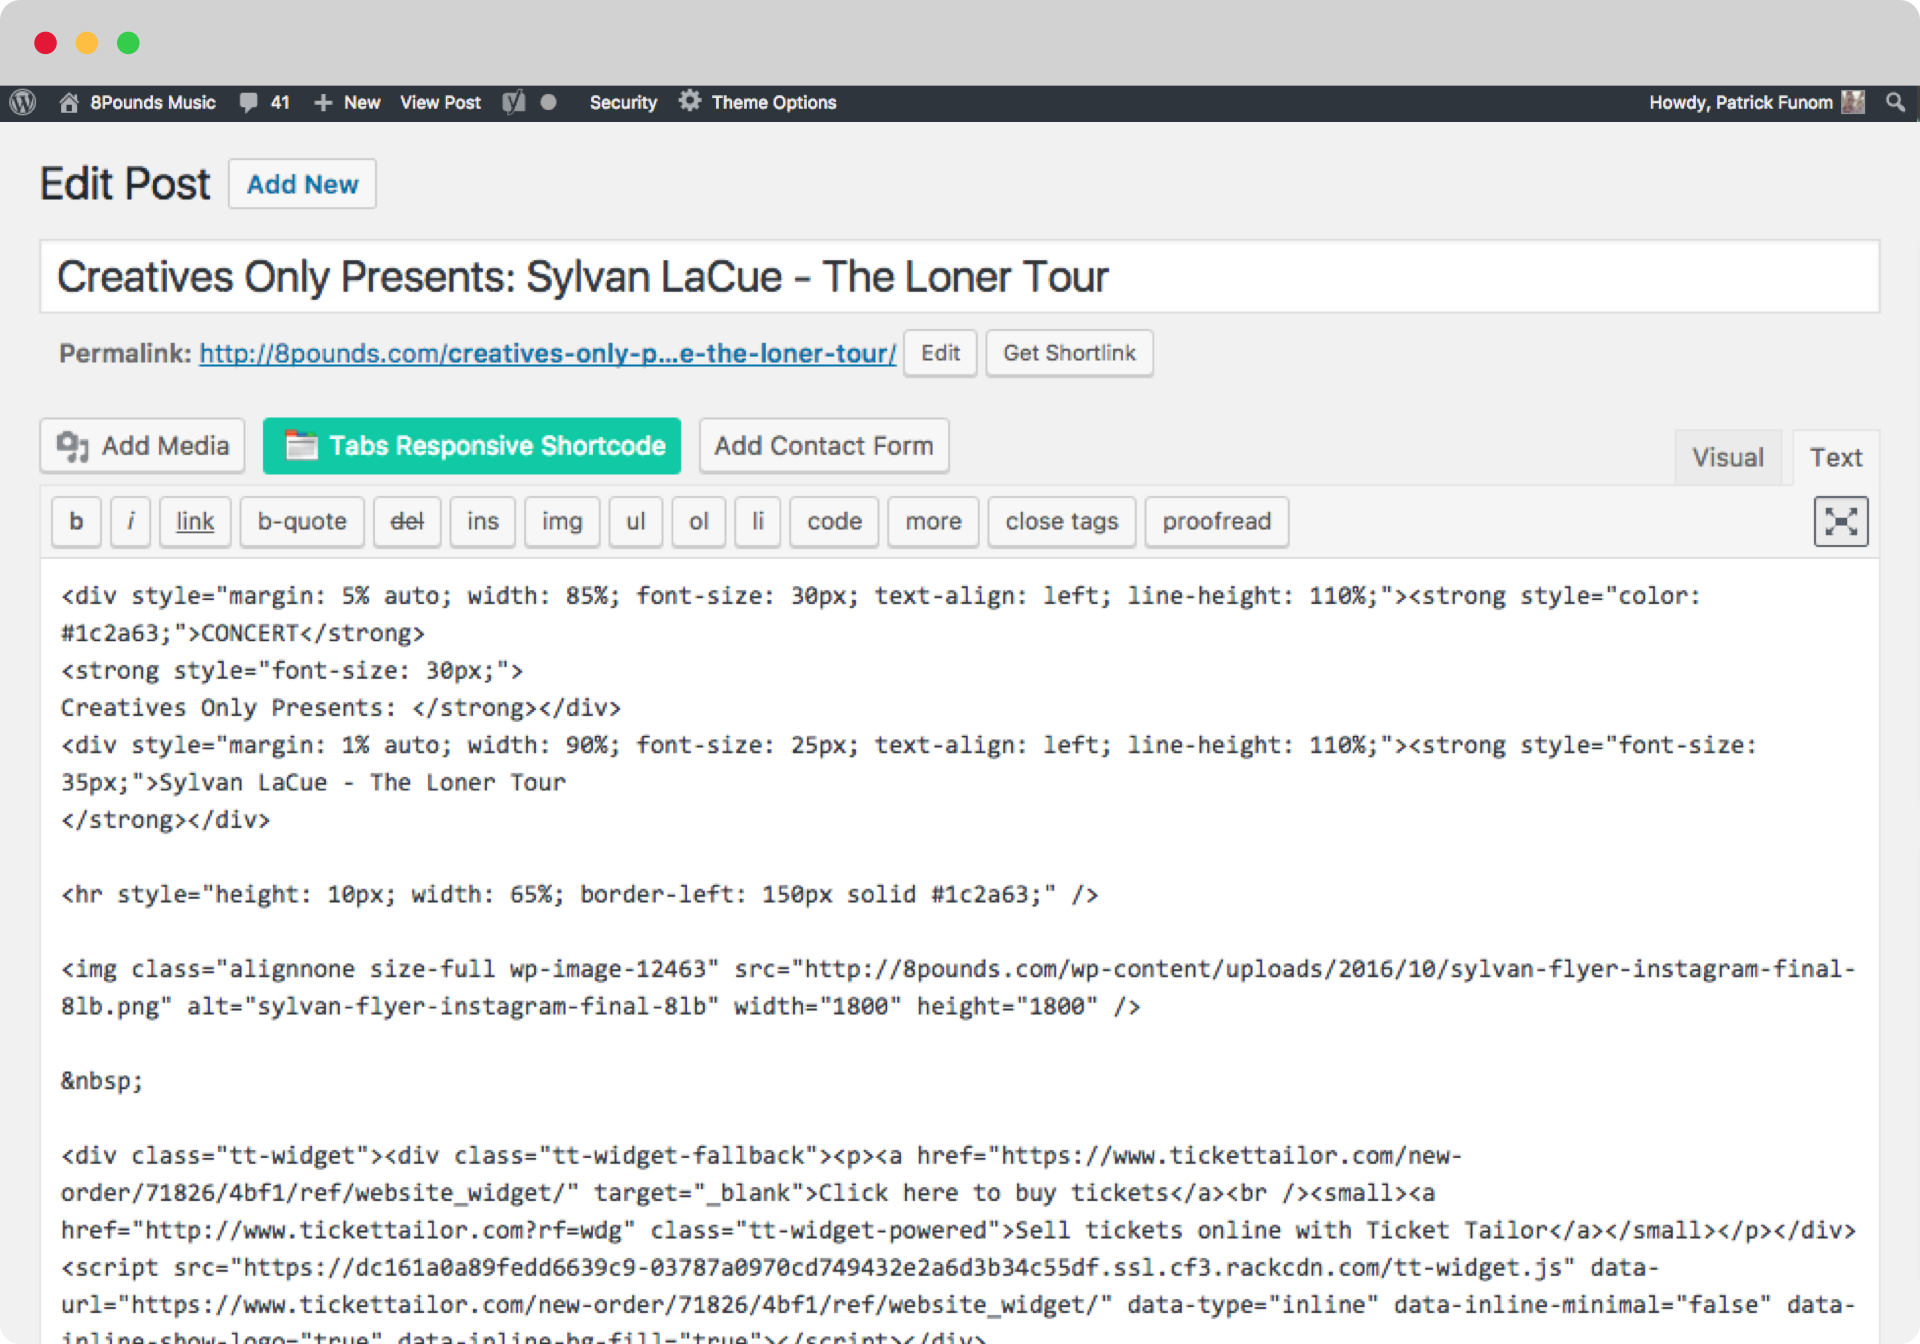 8Pounds Music 41 New View Post Security Theme Options Howdy, Patrick Funom
Edit Post Add New
Creatives Only Presents: Sylvan LaCue - The Loner Tour
Permalink: http://8pounds.com/creatives-only-p...e-the-loner-tour/ Edit Get Shortlink
Add Media Tabs Responsive Shortcode Add Contact Form Visual Text
b i link b-quote del ins img ul ol li code more close tags proofread
<div style="margin: 5% auto; width: 85%; font-size: 30px; text-align: left; line-height: 110%;"><strong style="color:
#1c2a63;">CONCERT</strong>
<strong style="font-size: 30px;">
Creatives Only Presents: </strong></div>
<div style="margin: 1% auto; width: 90%; font-size: 25px; text-align: left; line-height: 110%;"><strong style="font-size:
35px;">Sylvan LaCue - The Loner Tour
</strong></div>
<hr style="height: 10px; width: 65%; border-left: 150px solid #1c2a63;" />
<img class="alignnone size-full wp-image-12463" src="http://8pounds.com/wp-content/uploads/2016/10/sylvan-flyer-instagram-final-
8lb.png" alt="sylvan-flyer-instagram-final-8lb" width="1800" height="1800" />
&nbsp;
<div class="tt-widget"><div class="tt-widget-fallback"><p><a href="https://www.tickettailor.com/new-
order/71826/4bf1/ref/website_widget/" target="_blank">Click here to buy tickets</a><br /><small><a
href="http://www.tickettailor.com?rf=wdg" class="tt-widget-powered">Sell tickets online with Ticket Tailor</a></small></p></div>
<script src="https://dc161a0a89fedd6639c9-03787a0970cd749432e2a6d3b34c55df.ssl.cf3.rackcdn.com/tt-widget.js" data-
url="https://www.tickettailor.com/new-order/71826/4bf1/ref/website_widget/" data-type="inline" data-inline-minimal="false" data-
inline-show-logo="true" data-inline-bg-fill="true"></script></div>